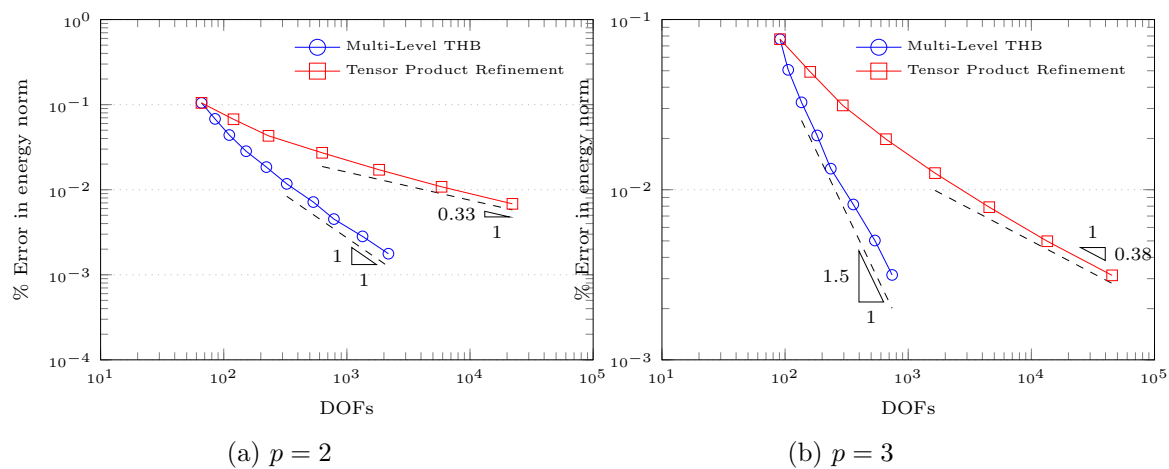 10^0
10^-1
10^-2
10^-3
10^-4
% Error in energy norm
Multi-Level THB
Tensor Product Refinement
0.33
1
1
1
10^1 10^2 10^3 10^4 10^5
DOFs
(a) p = 2
10^-1
10^-2
10^-3
% Error in energy norm
Multi-Level THB
Tensor Product Refinement
1
0.38
1.5
1
10^1 10^2 10^3 10^4 10^5
DOFs
(b) p = 3